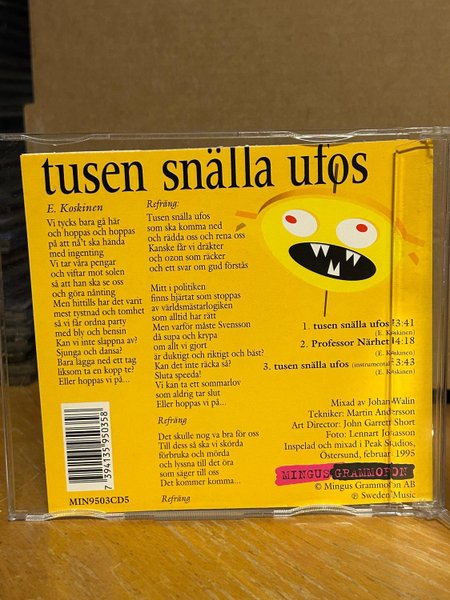 tusen snälla ufos
E. Koskinen
Vi tycks bara gå här
och hoppas och hoppas
på att nå't ska hända
med ingenting
Vi tar våra pengar
och viftar mot solen
så att han ska se oss
och göra nånting
Men hittills har det varit
mest tystnad och tomhet
så vi får ordna party
med bly och bensin
Kan vi inte slappna av?
Sjunga och dansa?
Bara lägga ned ett tag
liksom ta en kopp te?
Eller hoppas vi på...
7 394135 950358
MIN9503CD5
Refräng:
Tusen snälla ufos
som ska komma ned
och rädda oss och rena oss
Kanske får vi dräkter
och ozon som räcker
och ett svar om gud förstås
Mitt i politiken
finns hjärtat som stoppas
av världsmästarlogiken
som alltid har rätt
Men varför måste Svensson
då supa och krypa
om allt vi gjort
är duktigt och riktigt och bäst?
Kan det inte räcka så?
Sluta speeda!
Vi kan ta ett sommarlov
som aldrig tar slut
Eller hoppas vi på...
Refräng
Det skulle nog va bra för oss
Till dess så ska vi skörda
förbruka och mörda
och lyssna till det öra
som säger till oss
Det kommer komma...
Refräng
1. tusen snälla ufos 3:41
(E. Koskinen)
2. Professor Närhet 4:18
(E. Koskinen)
3. tusen snälla ufos (instrumental) 3:43
(E. Koskinen)
Mixad av Johan Walin
Tekniker: Martin Andersson
Art Director: John Garrett Short
Foto: Lennart Jonasson
Inspelad och mixad i Peak Studios,
Östersund, februari 1995
MINGUS GRAMMOFON
© Mingus Grammofon AB
℗ Sweden Music